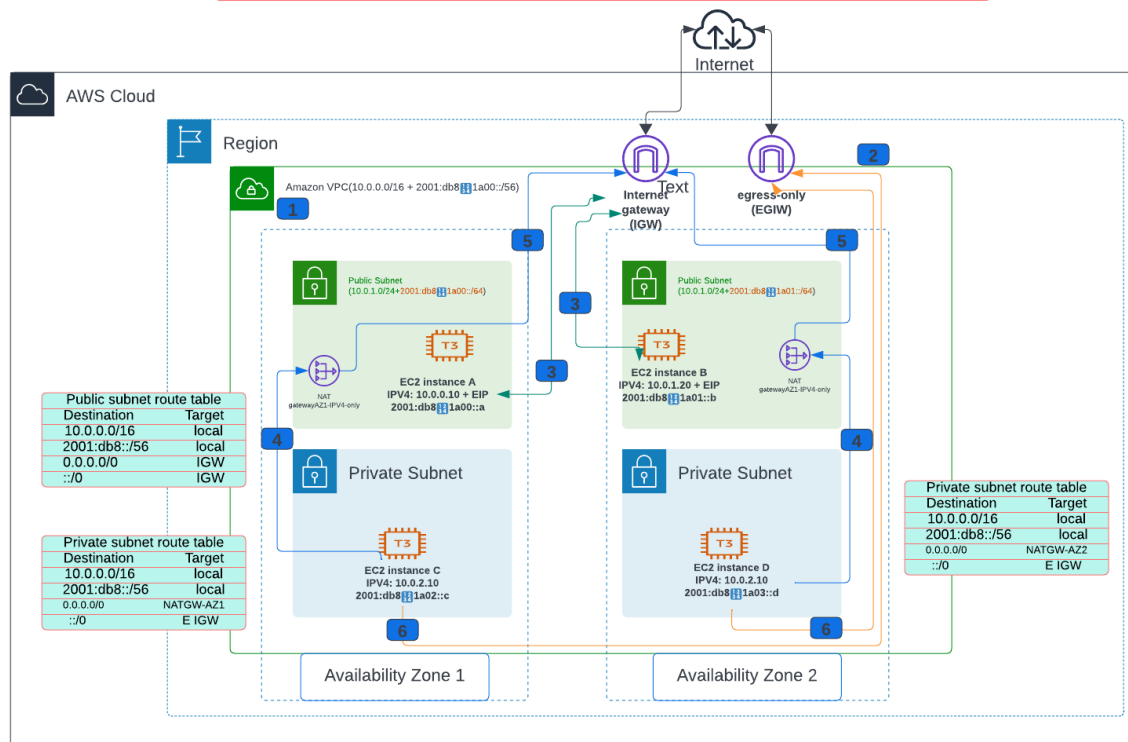 Internet
AWS Cloud
Region
2
Amazon VPC(10.0.0.0/16 + 2001:db8🔢1a00::/56)
1
Text
Internet
gateway
(IGW)
egress-only
(EGIW)
5
5
Public Subnet
(10.0.1.0/24+2001:db8🔢1a00::/64)
Public Subnet
(10.0.1.0/24+2001:db8🔢1a01::/64)
3
3
T3
EC2 instance A
IPV4: 10.0.0.10 + EIP
2001:db8🔢1a00::a
NAT
gatewayAZ1-IPV4-only
T3
EC2 instance B
IPV4: 10.0.1.20 + EIP
2001:db8🔢1a01::b
NAT
gatewayAZ1-IPV4-only
Public subnet route table
Destination Target
10.0.0.0/16 local
2001:db8::/56 local
0.0.0.0/0 IGW
::/0 IGW
4
4
Private Subnet
Private Subnet
Private subnet route table
Destination Target
10.0.0.0/16 local
2001:db8::/56 local
0.0.0.0/0 NATGW-AZ1
::/0 E IGW
T3
EC2 instance C
IPV4: 10.0.2.10
2001:db8🔢1a02::c
T3
EC2 instance D
IPV4: 10.0.2.10
2001:db8🔢1a03::d
Private subnet route table
Destination Target
10.0.0.0/16 local
2001:db8::/56 local
0.0.0.0/0 NATGW-AZ2
::/0 E IGW
6
6
Availability Zone 1
Availability Zone 2